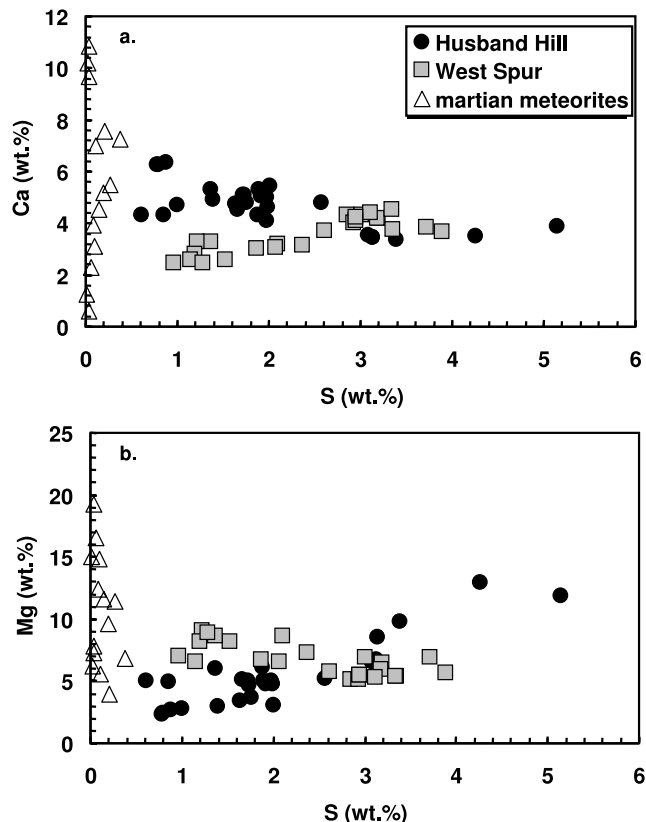 a.
Husband Hill
West Spur
martian meteorites
Ca (wt.%)
12
10
8
6
4
2
0
0 1 2 3 4 5 6
S (wt.%)
b.
Mg (wt.%)
25
20
15
10
5
0
0 1 2 3 4 5 6
S (wt.%)